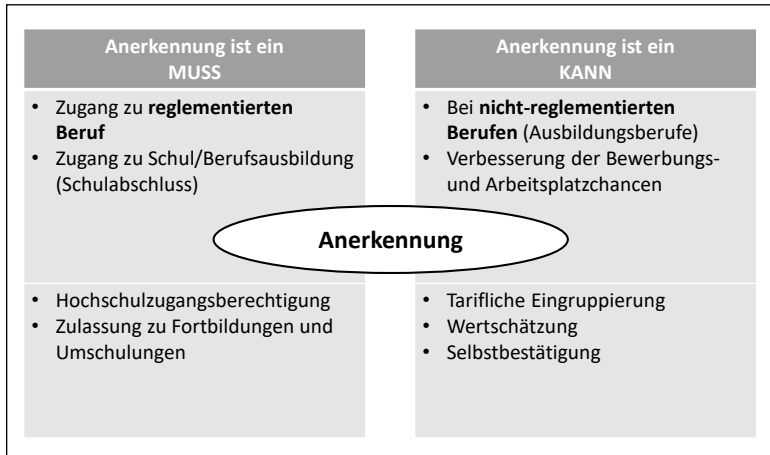 Anerkennung ist ein
MUSS
• Zugang zu reglementierten
Beruf
• Zugang zu Schul/Berufsausbildung
(Schulabschluss)
Anerkennung ist ein
KANN
• Bei nicht-reglementierten
Berufen (Ausbildungsberufe)
• Verbesserung der Bewerbungs-
und Arbeitsplatzchancen
Anerkennung
• Hochschulzugangsberechtigung
• Zulassung zu Fortbildungen und
Umschulungen
• Tarifliche Eingruppierung
• Wertschätzung
• Selbstbestätigung